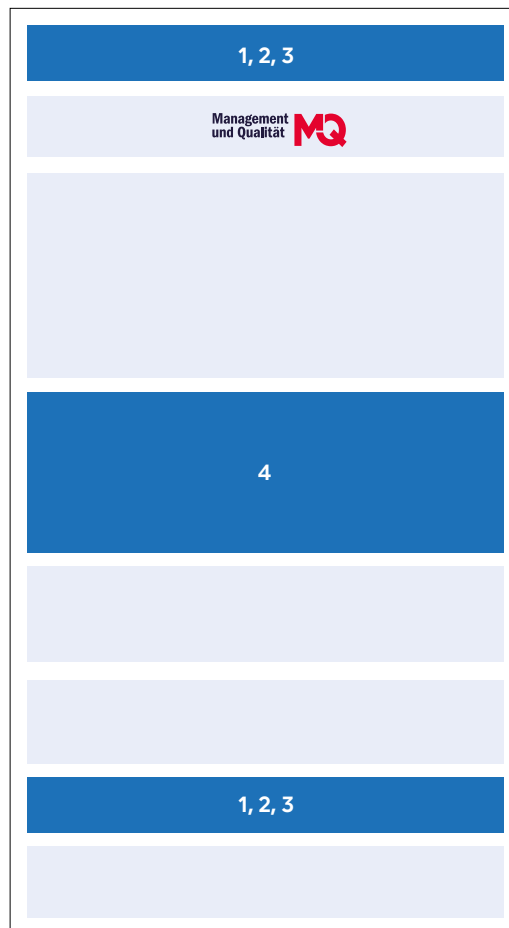 1, 2, 3
Management
und Qualität MQ
4
1, 2, 3